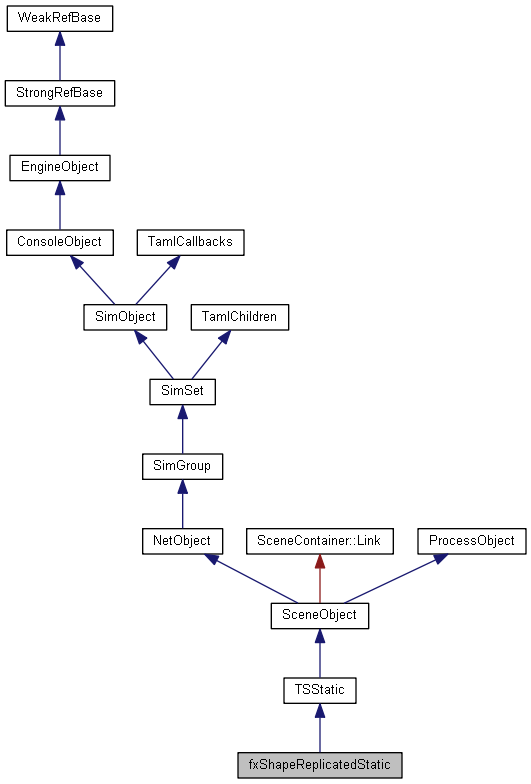 WeakRefBase
StrongRefBase
EngineObject
ConsoleObject TamlCallbacks
SimObject TamlChildren
SimSet
SimGroup
NetObject SceneContainer::Link ProcessObject
SceneObject
TSStatic
fxShapeReplicatedStatic